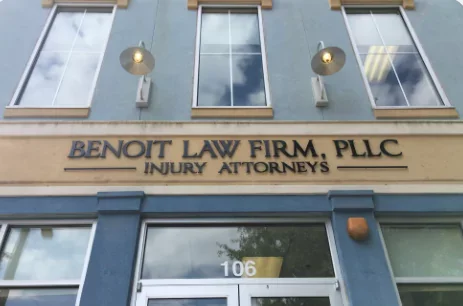 BENOIT LAW FIRM, PLLC
INJURY ATTORNEYS
106